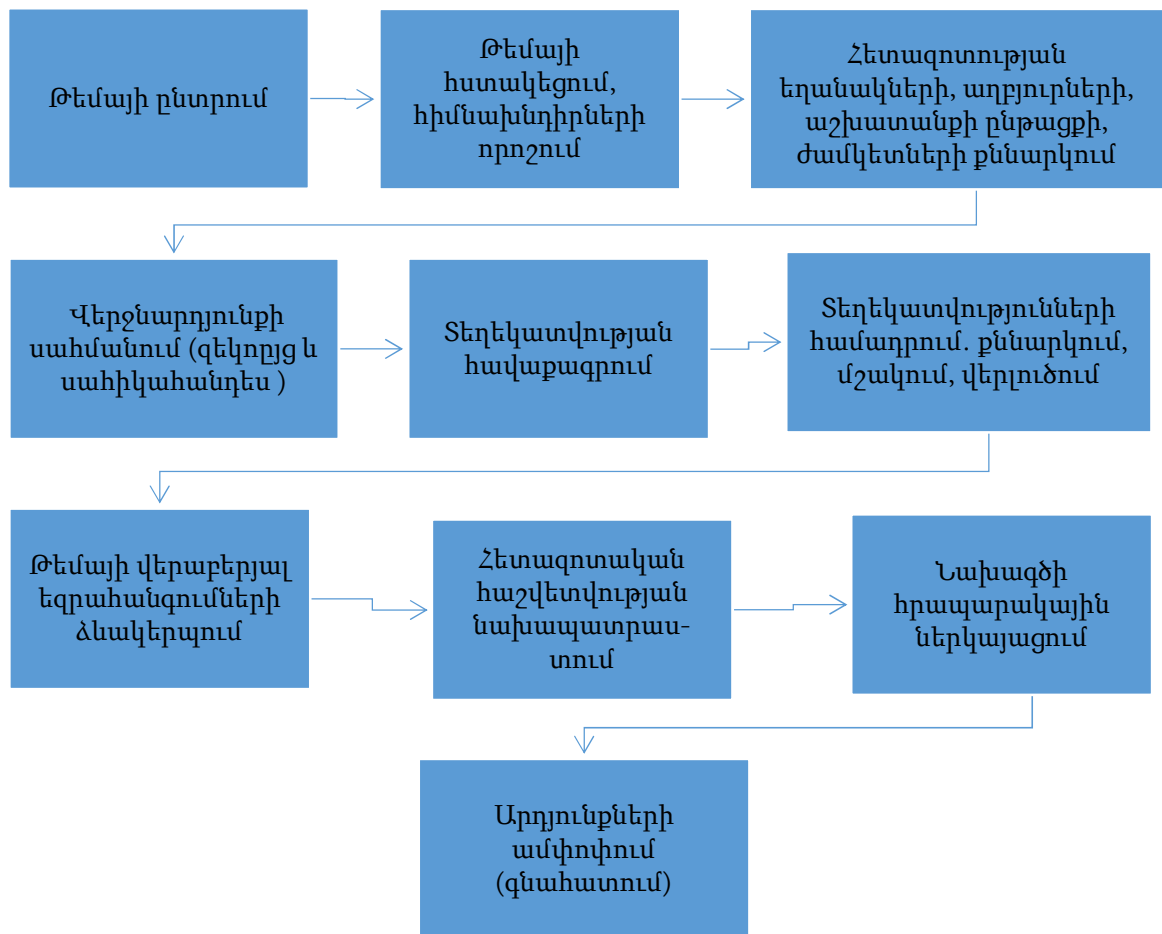 Թեմայի ընտրում
Թեմայի
հստակեցում,
հիմնախնդիրների
որոշում
Հետազոտության
եղանակների, աղբյուրների,
աշխատանքի ընթացքի,
ժամկետների քննարկում
Վերջնարդյունքի
սահմանում (զեկոըյց և
սահիկահանդես )
Տեղեկատվության
հավաքագրում
Տեղեկատվությունների
համադրում. քննարկում,
մշակում, վերլուծում
Թեմայի վերաբերյալ
եզրահանգումների
ձևակերպում
Հետազոտական
հաշվետվության
նախապատրաս-
տում
Նախագծի
հրապարակային
ներկայացում
Արդյունքների
ամփոփում
(գնահատում)